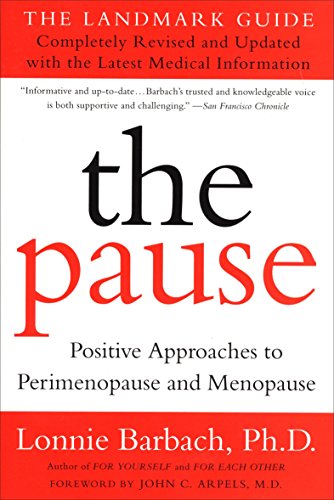 THE LANDMARK GUIDE
Completely Revised and Updated
with the Latest Medical Information
"Informative and up-to-date...Barbach's trusted and knowledgeable voice
is both supportive and challenging."—San Francisco Chronicle
the
pause
Positive Approaches to
Perimenopause and Menopause
Lonnie Barbach, Ph.D.
Author of FOR YOURSELF and FOR EACH OTHER
FOREWORD BY JOHN C. ARPELS, M.D.